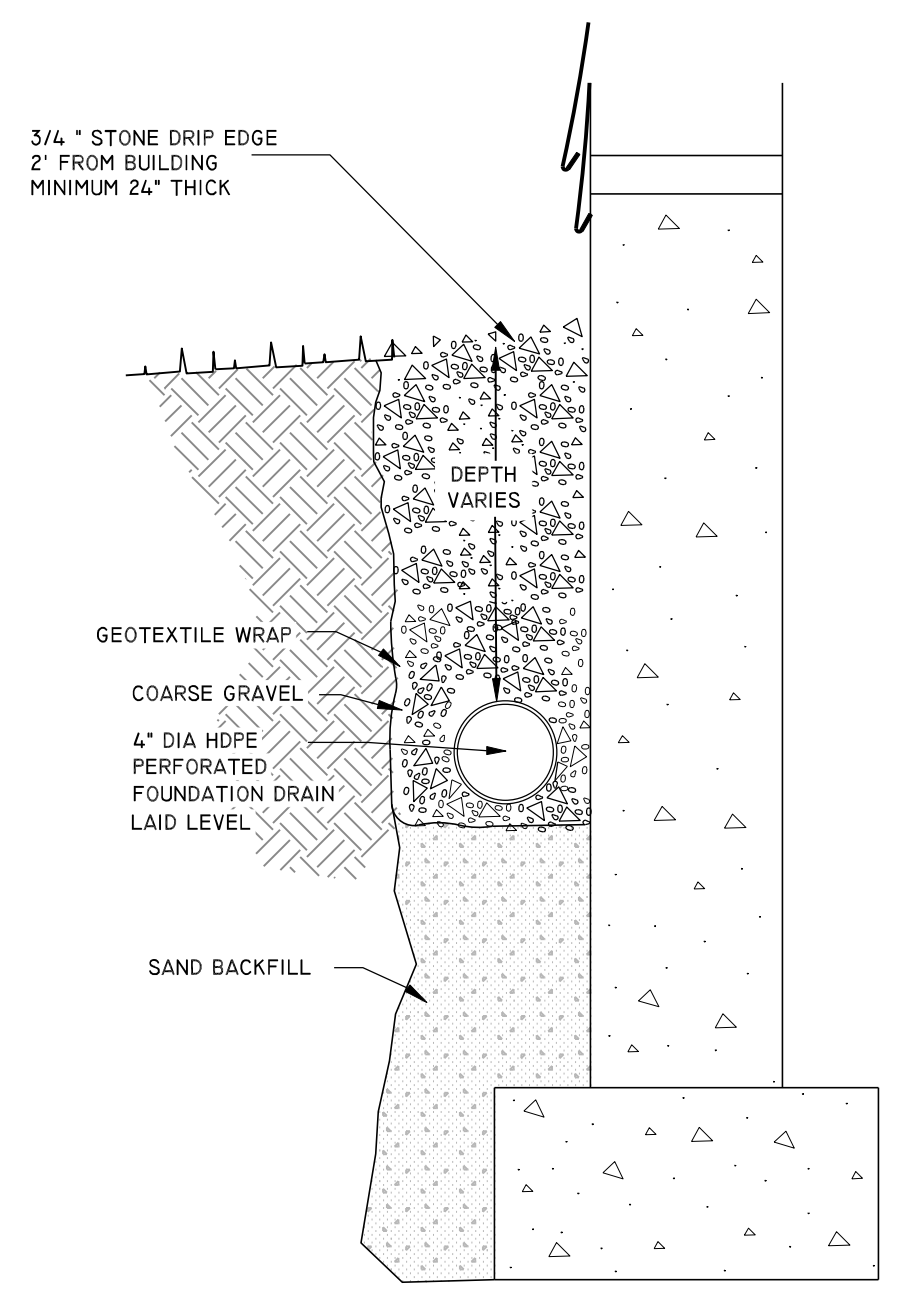 3/4 " STONE DRIP EDGE
2' FROM BUILDING
MINIMUM 24" THICK
DEPTH
VARIES
GEOTEXTILE WRAP
COARSE GRAVEL
4" DIA HDPE
PERFORATED
FOUNDATION DRAIN
LAID LEVEL
SAND BACKFILL